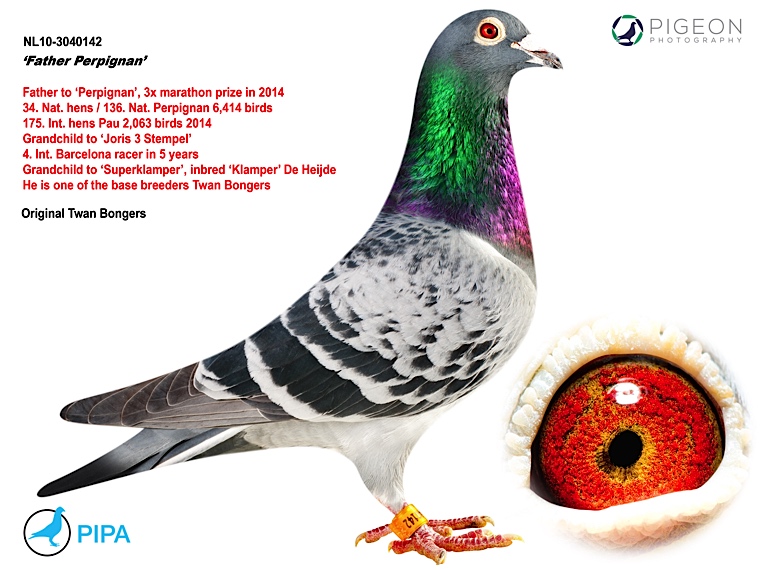 NL10-3040142
‘Father Perpignan’
Father to ‘Perpignan’, 3x marathon prize in 2014
34. Nat. hens / 136. Nat. Perpignan 6,414 birds
175. Int. hens Pau 2,063 birds 2014
Grandchild to ‘Joris 3 Stempel’
4. Int. Barcelona racer in 5 years
Grandchild to ‘Superklamper’, inbred ‘Klamper’ De Heijde
He is one of the base breeders Twan Bongers
Original Twan Bongers
PIGEON
PHOTOGRAPHY
142
PIPA